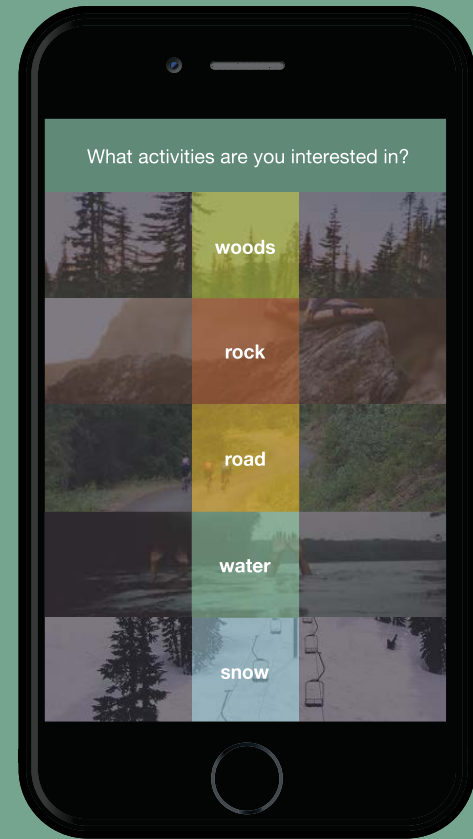 What activities are you interested in?
woods
rock
road
water
snow